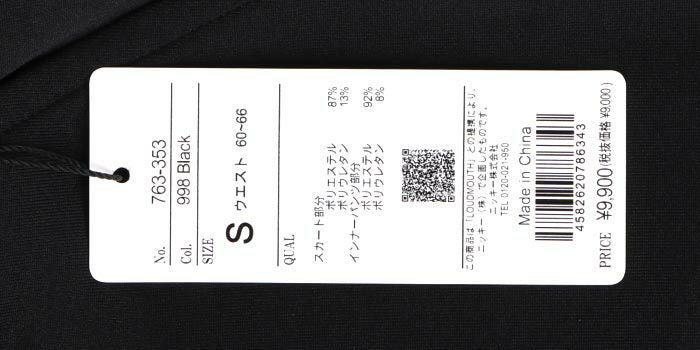 No. 763-353
Col. 998 Black
SIZE
S ウエスト 60~66
QUAL
スカート部分
ポリエステル 87%
ポリウレタン 13%
インナーパンツ部分
ポリエステル 92%
ポリウレタン 8%
この商品は「LOUDMOUTH」との提携により、
ニッキー(株)で企画したものです。
ニッキー株式会社
TEL 0120-021-950
Made in China
4582620786343
PRICE ¥9,900(税抜価格 ¥9,000)